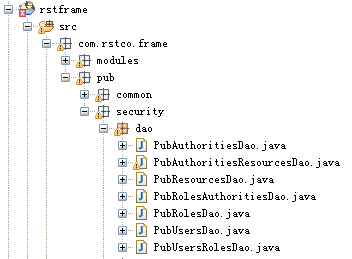 rstframe
src
com.rstco.frame
modules
pub
common
security
dao
PubAuthoritiesDao.java
PubAuthoritiesResourcesDao.java
PubResourcesDao.java
PubRolesAuthoritiesDao.java
PubRolesDao.java
PubUsersDao.java
PubUsersRolesDao.java